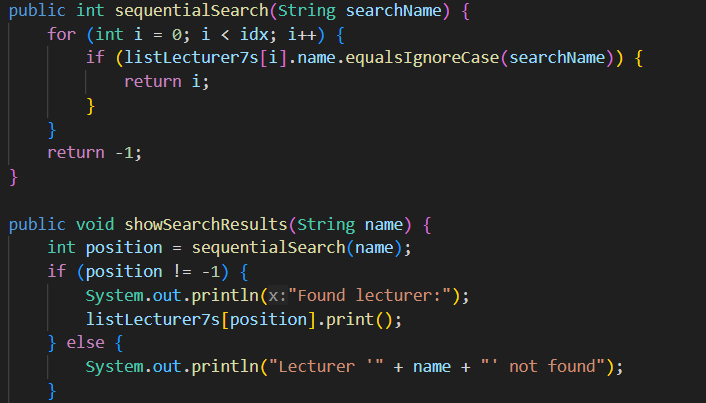 public int sequentialSearch(String searchName) {
    for (int i = 0; i < idx; i++) {
        if (listLecturer7s[i].name.equalsIgnoreCase(searchName)) {
            return i;
        }
    }
    return -1;
}

public void showSearchResults(String name) {
    int position = sequentialSearch(name);
    if (position != -1) {
        System.out.println(x:"Found lecturer:");
        listLecturer7s[position].print();
    } else {
        System.out.println("Lecturer '" + name + "' not found");
    }